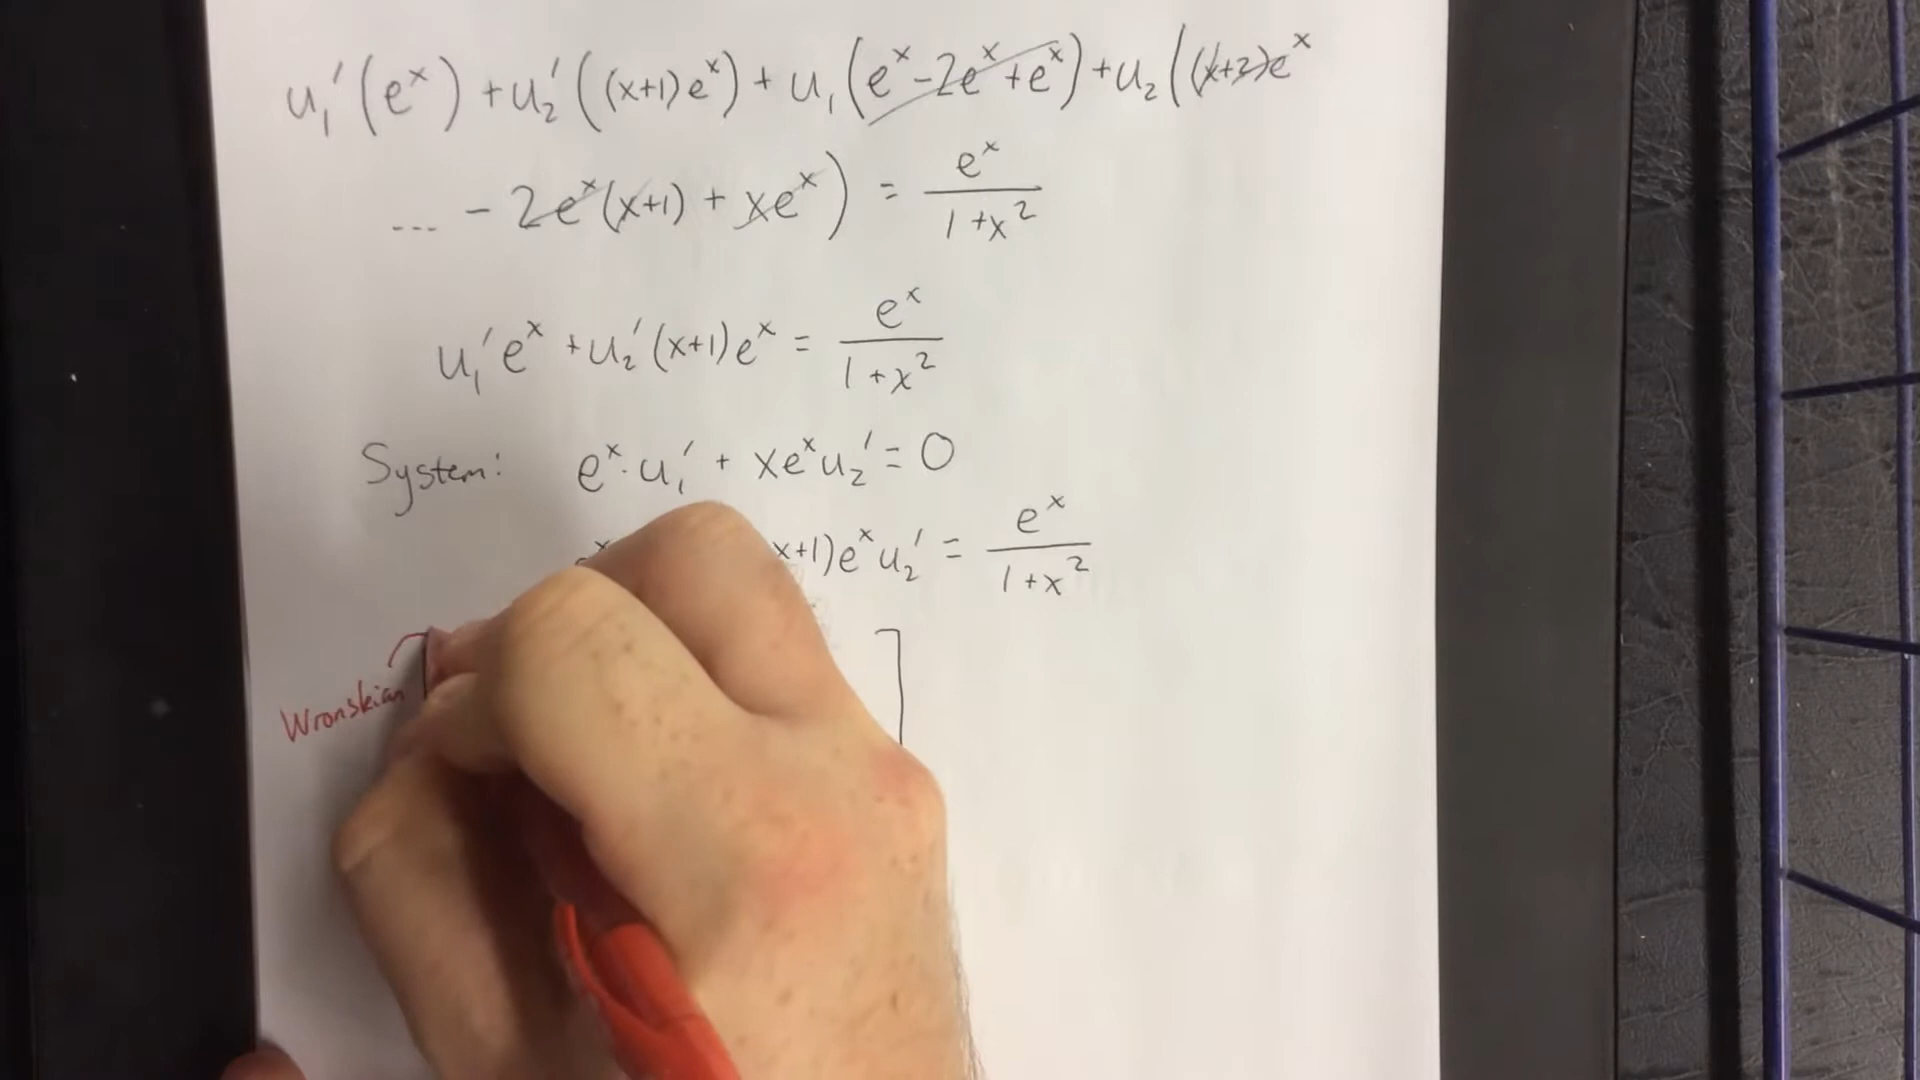 u₁′(eˣ) + u₂′((x+1)eˣ) + u₁(eˣ-2eˣ+eˣ) + u₂((x+2)eˣ
... - 2eˣ(x+1) + xeˣ) = eˣ/(1+x²)
u₁′eˣ + u₂′(x+1)eˣ = eˣ/(1+x²)
System: eˣ·u₁′ + xeˣu₂′ = 0
x+1)eˣu₂′ = eˣ/(1+x²)
Wronskian